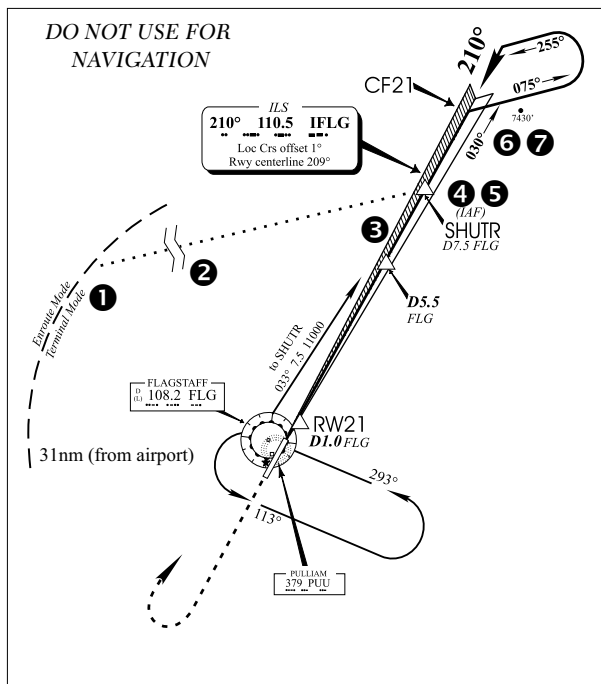 DO NOT USE FOR
NAVIGATION
210°
255°
075°
CF21
7430'
030°
ILS
210° 110.5 IFLG
Loc Crs offset 1°
Rwy centerline 209°
6 7
4 5
(IAF)
SHUTR
D7.5 FLG
3
2
1
Enroute Mode
Terminal Mode
D5.5
FLG
to SHUTR
033° 7.5 11000
FLAGSTAFF
D
(L) 108.2 FLG
RW21
D1.0 FLG
31nm (from airport)
293°
113°
PULLIAM
379 PUU